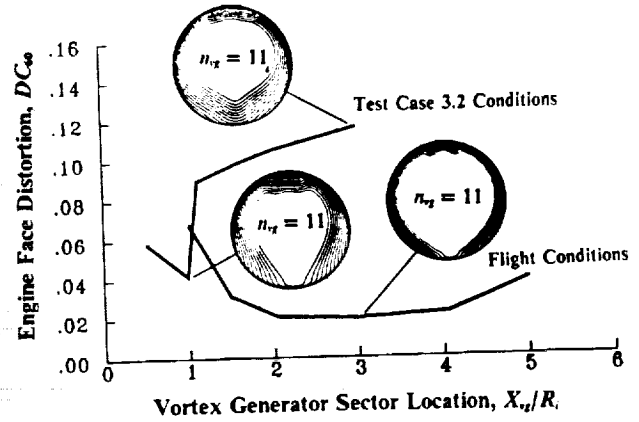 Engine Face Distortion, DC₆₀
.16
.14
.12
.10
.08
.06
.04
.02
.00
n_vg = 11
Test Case 3.2 Conditions
n_vg = 11
n_vg = 11
Flight Conditions
0 1 2 3 4 5 6
Vortex Generator Sector Location, X_vg/R_i